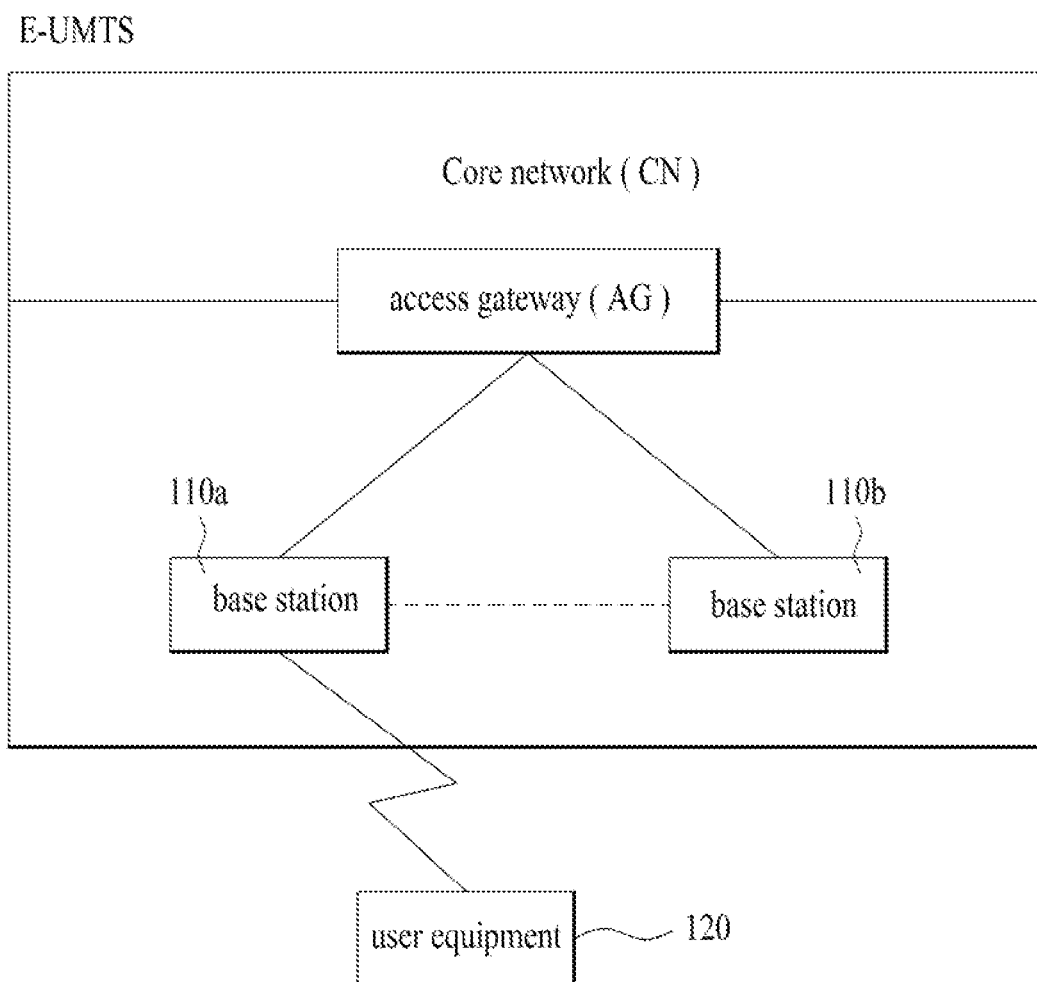 E-UMTS
Core network ( CN )
access gateway ( AG )
110a
110b
base station
base station
user equipment
120